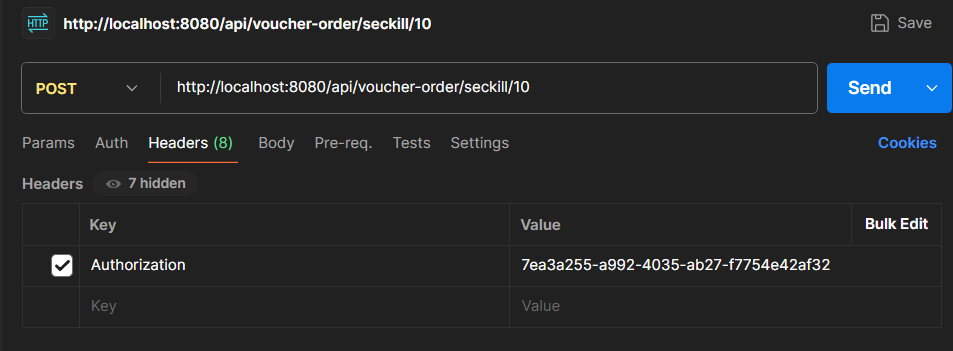 HTTP http://localhost:8080/api/voucher-order/seckill/10 Save
POST http://localhost:8080/api/voucher-order/seckill/10 Send
Params Auth Headers (8) Body Pre-req. Tests Settings Cookies
Headers 7 hidden
Key Value Bulk Edit
Authorization 7ea3a255-a992-4035-ab27-f7754e42af32
Key Value